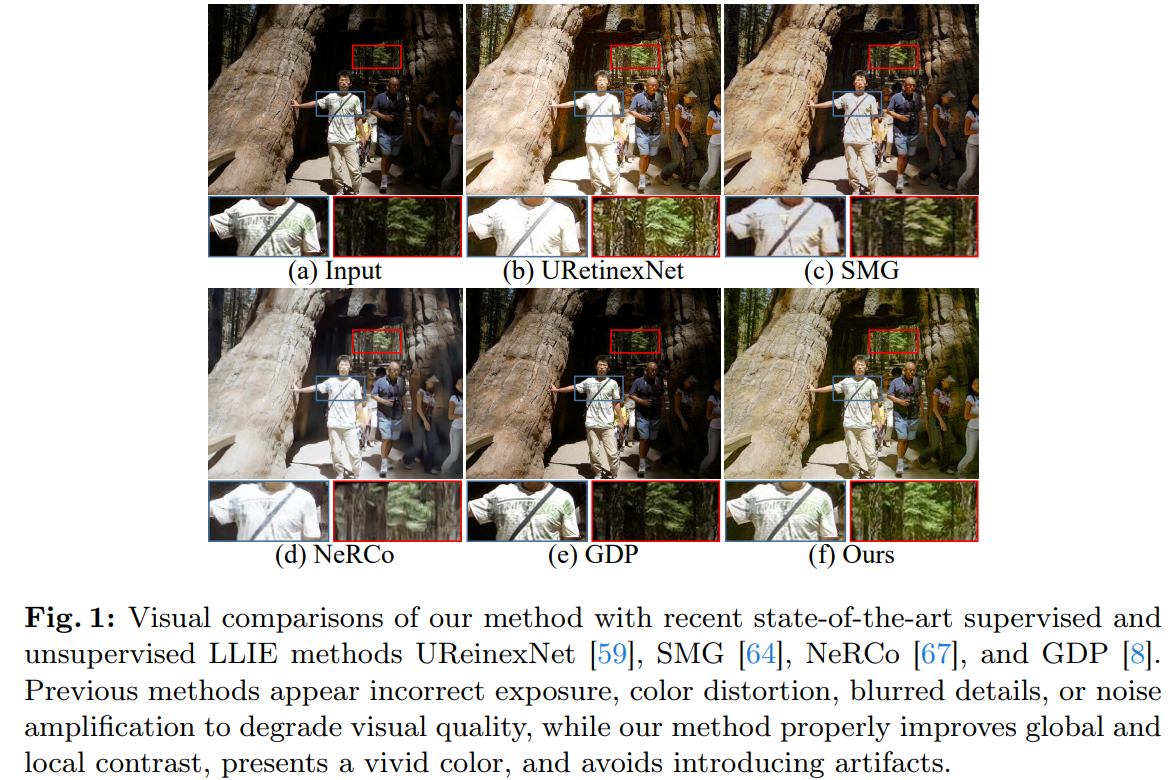 (a) Input
(b) URetinexNet
(c) SMG
(d) NeRCo
(e) GDP
(f) Ours
Fig. 1: Visual comparisons of our method with recent state-of-the-art supervised and
unsupervised LLIE methods UReinexNet [59], SMG [64], NeRCo [67], and GDP [8].
Previous methods appear incorrect exposure, color distortion, blurred details, or noise
amplification to degrade visual quality, while our method properly improves global and
local contrast, presents a vivid color, and avoids introducing artifacts.